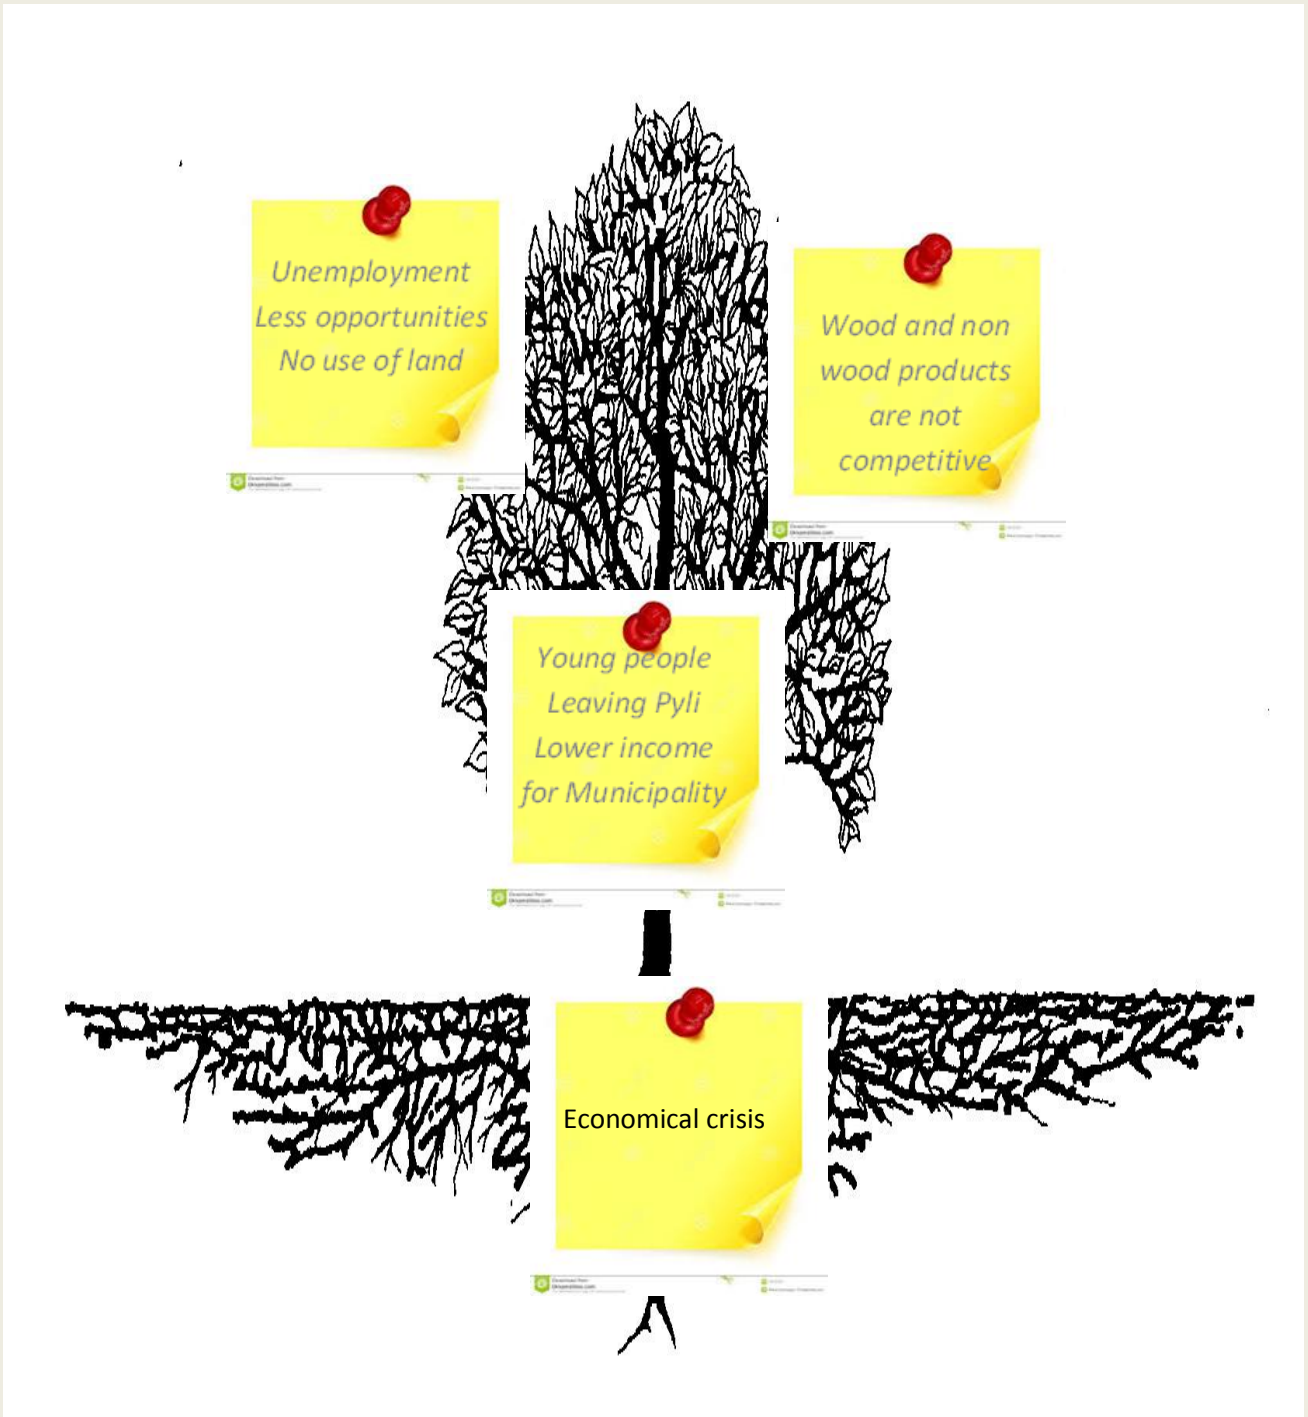 Unemployment
Less opportunities
No use of land
Wood and non
wood products
are not
competitive
Young people
Leaving Pyli
Lower income
for Municipality
Economical crisis